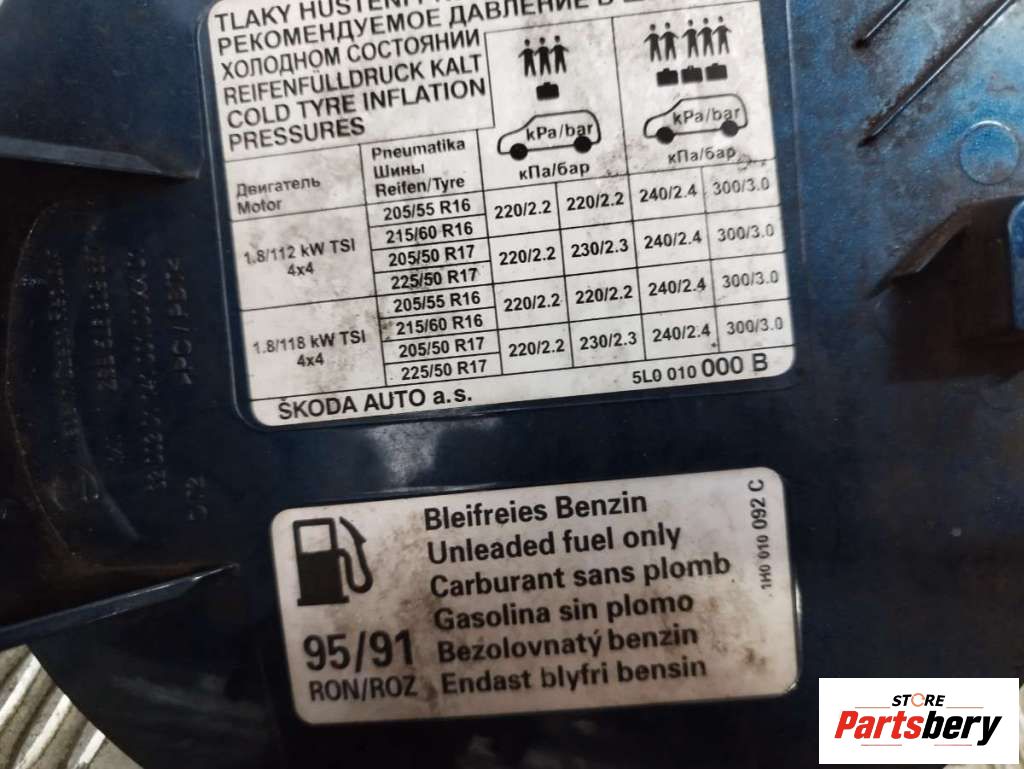 TLAKY HUŠTĚNÍ
РЕКОМЕНДУЕМОЕ ДАВЛЕНИЕ В
ХОЛОДНОМ СОСТОЯНИИ
REIFENFÜLLDRUCK KALT
COLD TYRE INFLATION
PRESSURES
kPa/bar kPa/bar
кПа/бар кПа/бар
Двигатель
Motor
Pneumatika
Шины
Reifen/Tyre
1.8/112 kW TSI
4x4
205/55 R16
215/60 R16
220/2.2 220/2.2 240/2.4 300/3.0
205/50 R17
225/50 R17
220/2.2 230/2.3 240/2.4 300/3.0
1.8/118 kW TSI
4x4
205/55 R16
215/60 R16
220/2.2 220/2.2 240/2.4 300/3.0
205/50 R17
225/50 R17
220/2.2 230/2.3 240/2.4 300/3.0
ŠKODA AUTO a.s.
5L0 010 000 B
95/91
RON/ROZ
Bleifreies Benzin
Unleaded fuel only
Carburant sans plomb
Gasolina sin plomo
Bezolovnatý benzin
Endast blyfri bensin
1H0 010 092 C
D72
STORE
Partsbery